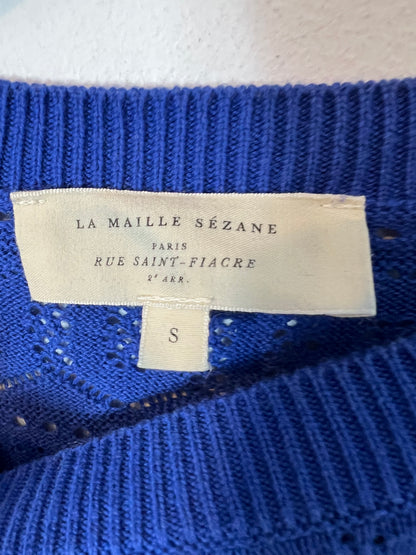 LA MAILLE SÉZANE
PARIS
RUE SAINT-FIACRE
2ᵉ ARR.
S